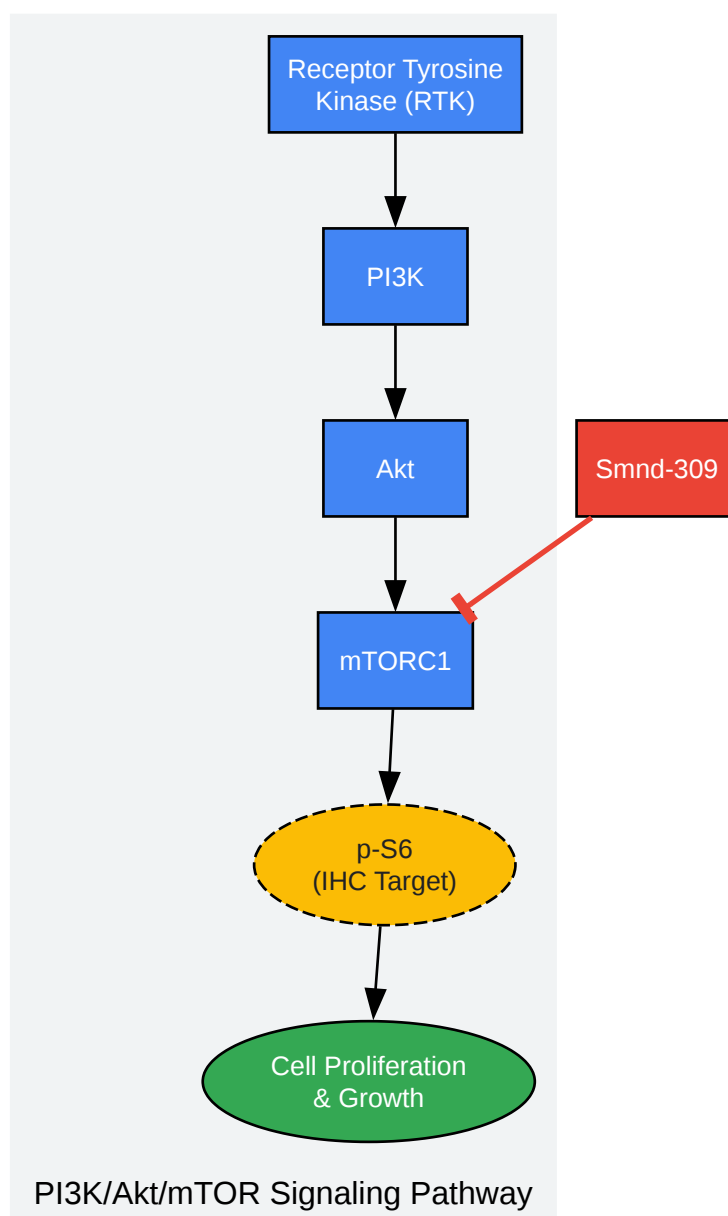 Receptor Tyrosine
Kinase (RTK)
PI3K
Akt
Smnd-309
mTORC1
p-S6
(IHC Target)
Cell Proliferation
& Growth
PI3K/Akt/mTOR Signaling Pathway